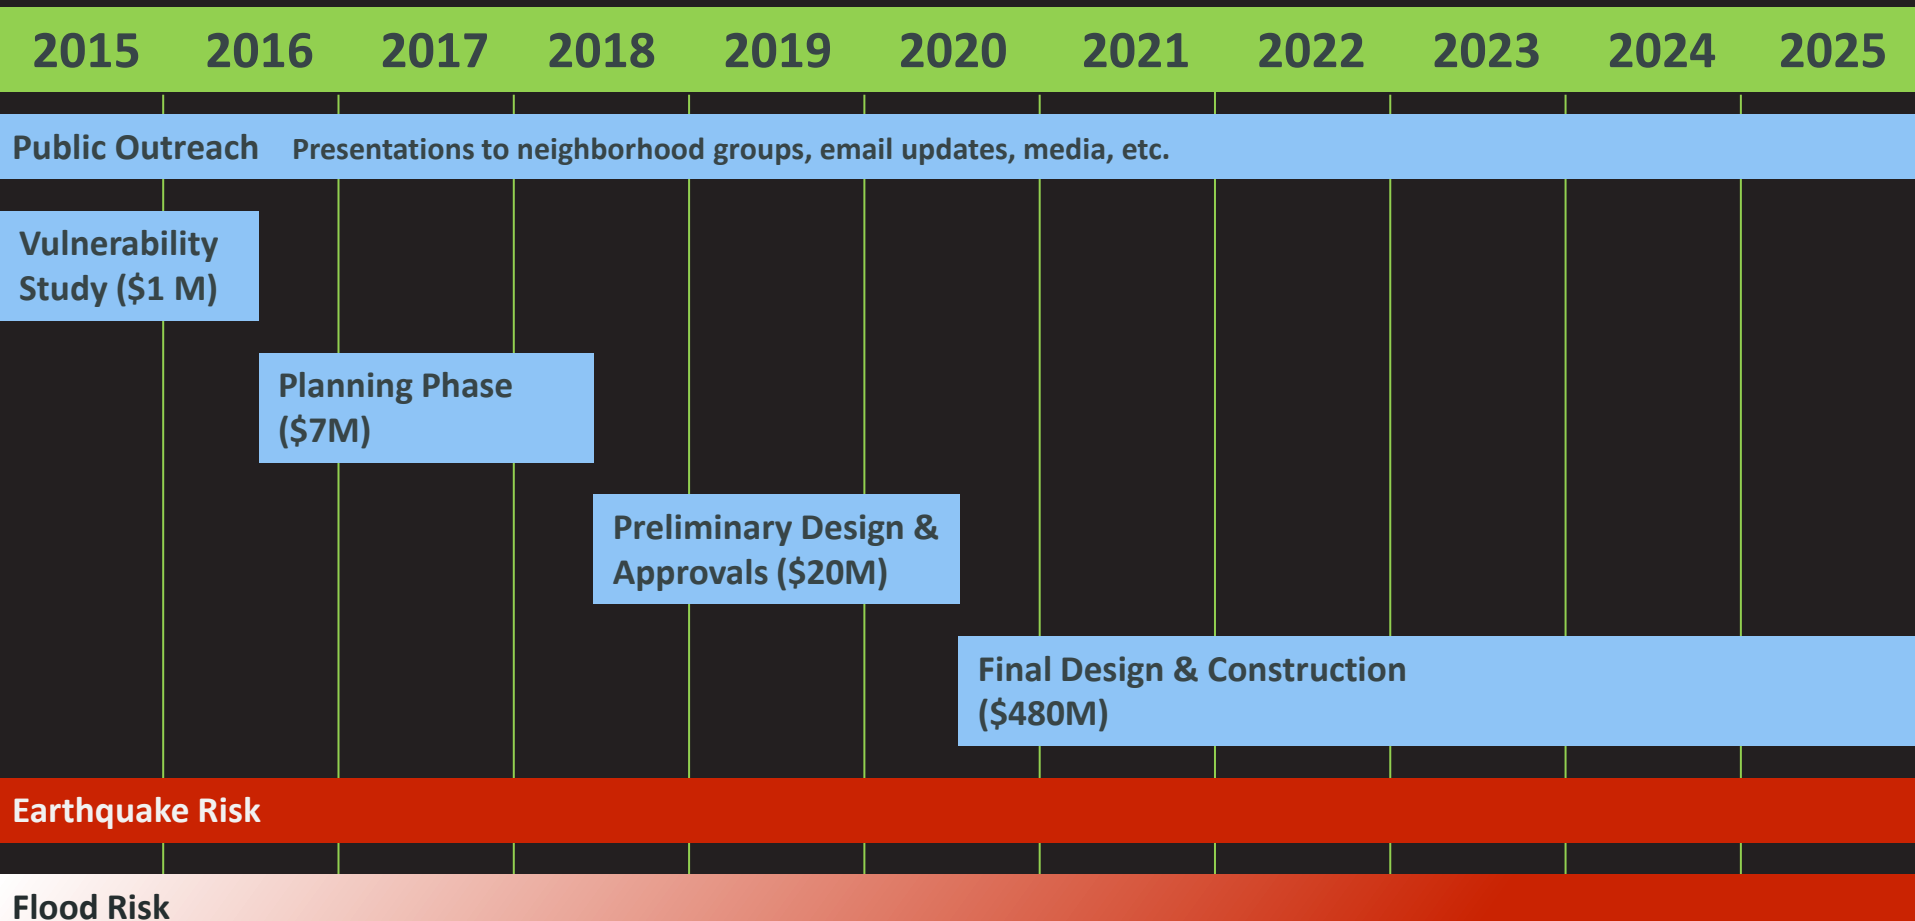 2015 2016 2017 2018 2019 2020 2021 2022 2023 2024 2025
Public Outreach Presentations to neighborhood groups, email updates, media, etc.
Vulnerability
Study ($1 M)
Planning Phase
($7M)
Preliminary Design &
Approvals ($20M)
Final Design & Construction
($480M)
Earthquake Risk
Flood Risk